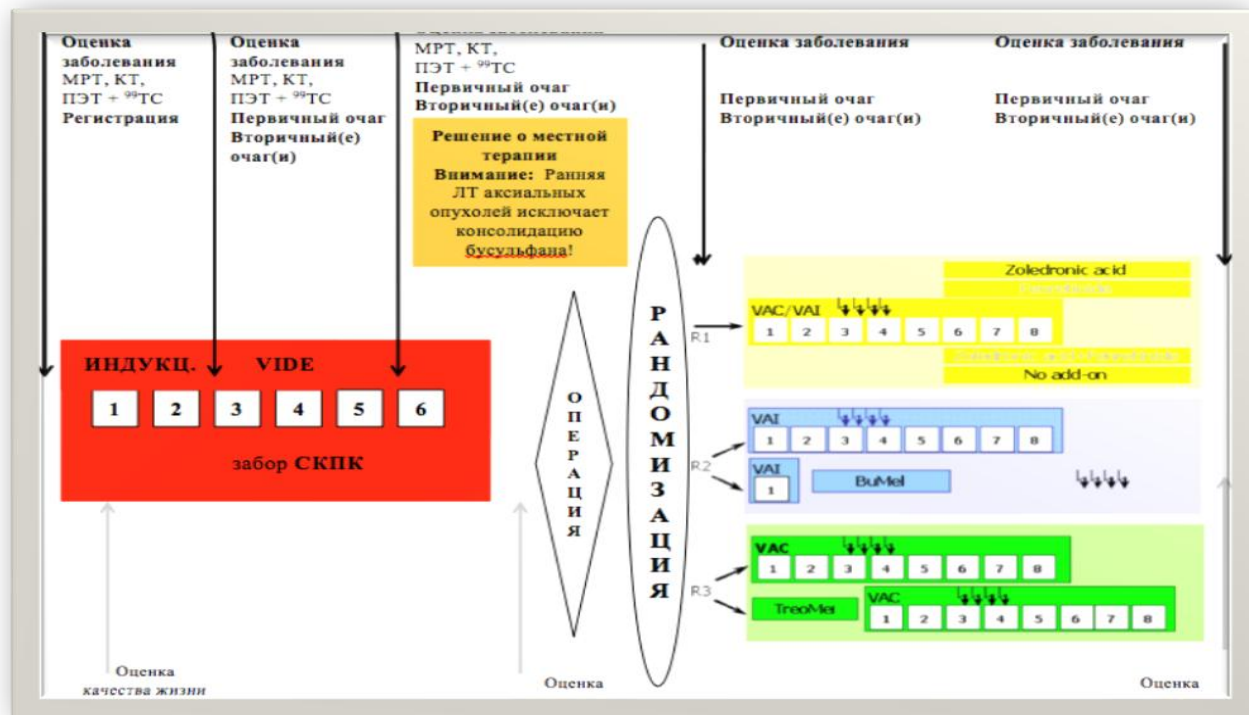 Оценка
заболевания
МРТ, КТ,
ПЭТ + ⁹⁹ТС
Регистрация
Оценка
заболевания
МРТ, КТ,
ПЭТ + ⁹⁹ТС
Первичный очаг
Вторичный(е)
очаг(и)
МРТ, КТ,
ПЭТ + ⁹⁹ТС
Первичный очаг
Вторичный(е) очаг(и)
Решение о местной
терапии
Внимание: Ранняя
ЛТ аксиальных
опухолей исключает
консолидацию
бусульфана!
Оценка заболевания
Первичный очаг
Вторичный(е) очаг(и)
Оценка заболевания
Первичный очаг
Вторичный(е) очаг(и)
ИНДУКЦ. VIDE
1 2 3 4 5 6
забор СКПК
ОПЕРАЦИЯ
РАНДОМИЗАЦИЯ
R1
Zoledronic acid
VAC/VAI
1 2 3 4 5 6 7 8
No add-on
R2
VAI
1 2 3 4 5 6 7 8
VAI
1
BuMel
R3
VAC
1 2 3 4 5 6 7 8
TreoMel
VAC
1 2 3 4 5 6 7 8
Оценка
качества жизни
Оценка
Оценка